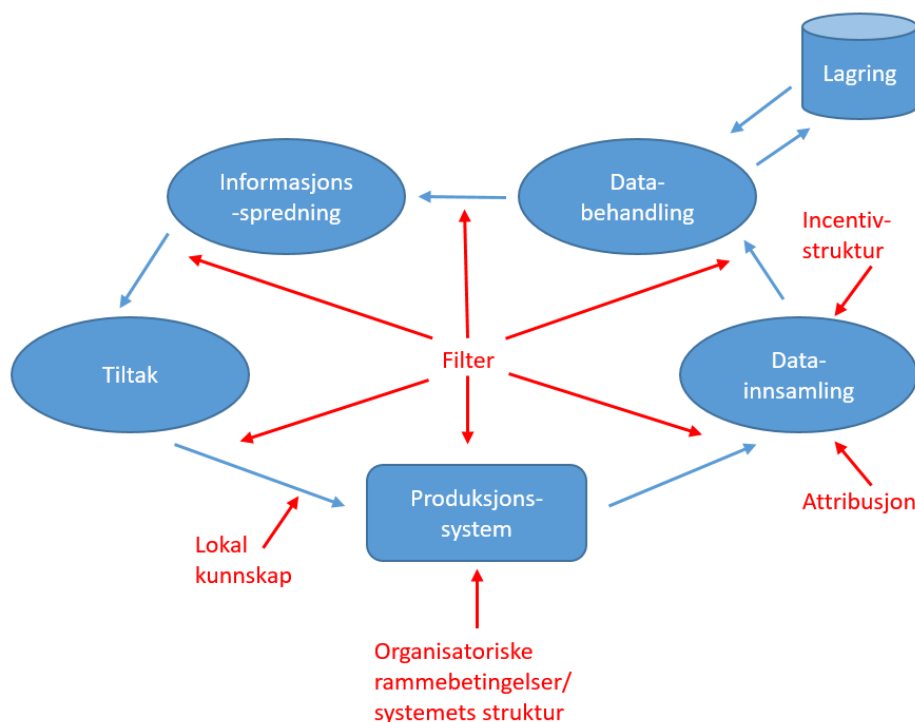 Lagring
Informasjons
-spredning
Data-
behandling
Incentiv-
struktur
Filter
Tiltak
Data-
innsamling
Produksjons-
system
Attribusjon
Lokal
kunnskap
Organisatoriske
rammebetingelser/
systemets struktur